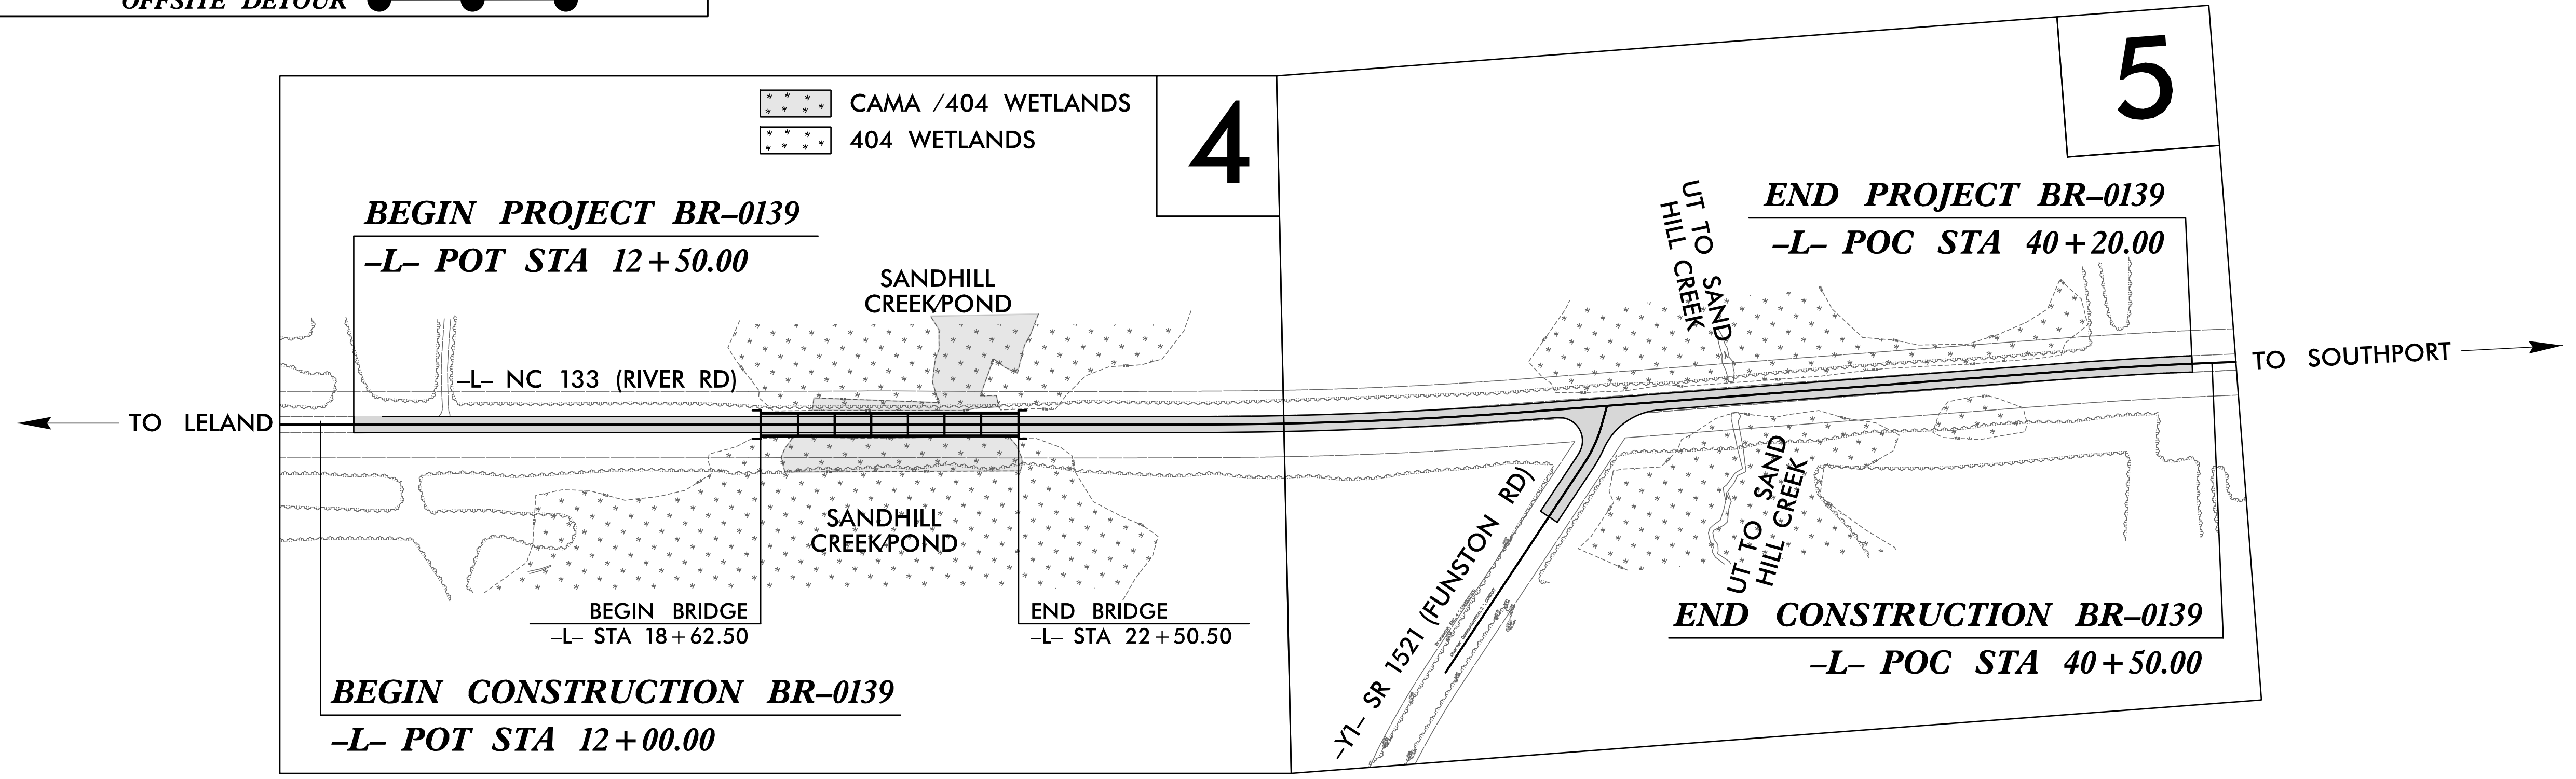 OFFSITE DETOUR
5
4
CAMA /404 WETLANDS
404 WETLANDS
BEGIN PROJECT BR–0139
–L– POT STA 12+50.00
END PROJECT BR–0139
–L– POC STA 40+20.00
UT TO SAND
HILL CREEK
SANDHILL
CREEK/POND
–L– NC 133 (RIVER RD)
TO LELAND
TO SOUTHPORT
SANDHILL
CREEK/POND
UT TO SAND
HILL CREEK
–Y1– SR 1521 (FUNSTON RD)
BEGIN BRIDGE
–L– STA 18+62.50
END BRIDGE
–L– STA 22+50.50
END CONSTRUCTION BR–0139
–L– POC STA 40+50.00
BEGIN CONSTRUCTION BR–0139
–L– POT STA 12+00.00